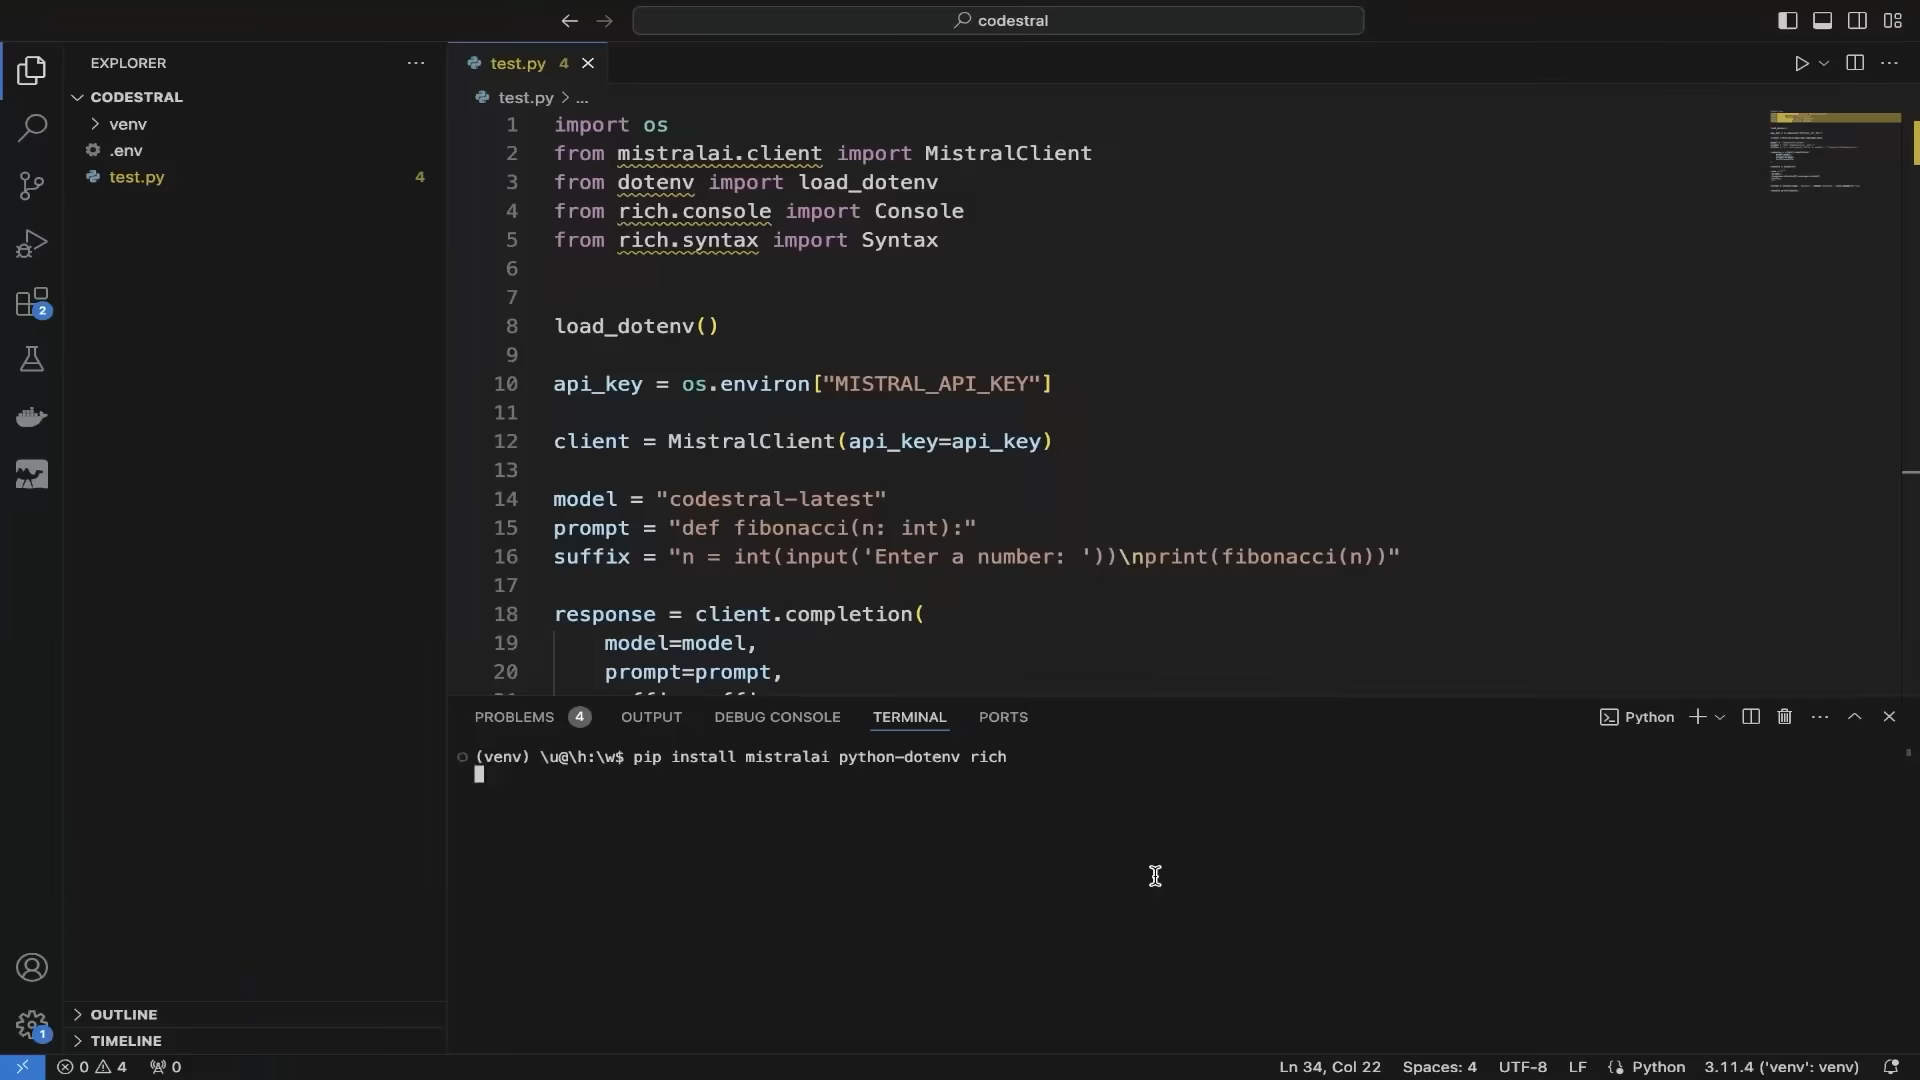 codestral
EXPLORER
CODESTRAL
venv
.env
test.py
4
2
OUTLINE
TIMELINE
1
test.py 4
test.py > ...
1 import os
2 from mistralai.client import MistralClient
3 from dotenv import load_dotenv
4 from rich.console import Console
5 from rich.syntax import Syntax
6
7
8 load_dotenv()
9
10 api_key = os.environ["MISTRAL_API_KEY"]
11
12 client = MistralClient(api_key=api_key)
13
14 model = "codestral-latest"
15 prompt = "def fibonacci(n: int):"
16 suffix = "n = int(input('Enter a number: '))\nprint(fibonacci(n))"
17
18 response = client.completion(
19 model=model,
20 prompt=prompt,
PROBLEMS 4 OUTPUT DEBUG CONSOLE TERMINAL PORTS
Python
(venv) \u@\h:\w$ pip install mistralai python-dotenv rich
0 4 0
Ln 34, Col 22 Spaces: 4 UTF-8 LF Python 3.11.4 ('venv': venv)